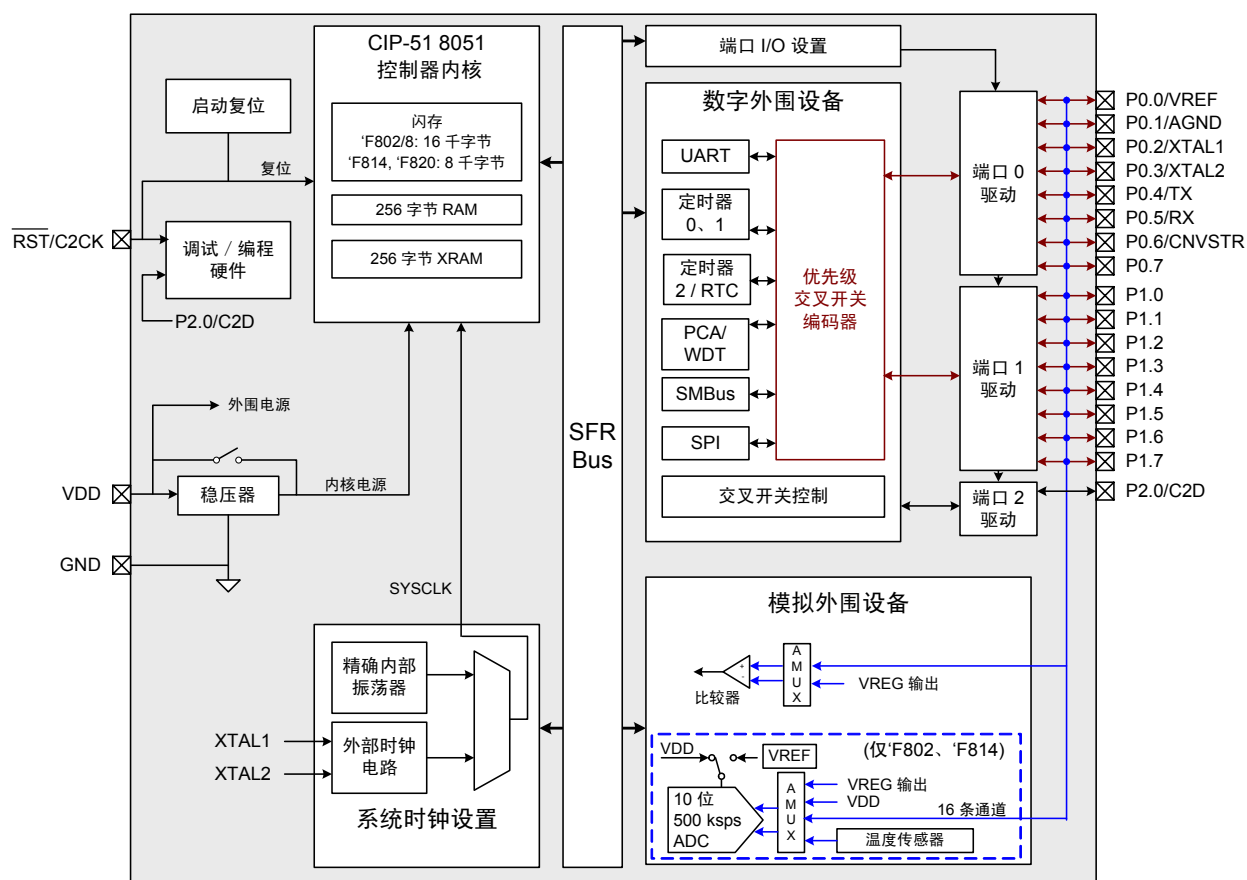 CIP-51 8051
控制器内核
闪存
‘F802/8: 16 千字节
‘F814, ‘F820: 8 千字节
256 字节 RAM
256 字节 XRAM
启动复位
复位
RST/C2CK
调试 / 编程
硬件
P2.0/C2D
外围电源
VDD
稳压器
内核电源
GND
SYSCLK
精确内部
振荡器
XTAL1
XTAL2
外部时钟
电路
系统时钟设置
SFR
Bus
端口 I/O 设置
数字外围设备
UART
定时器
0、1
定时器
2 / RTC
PCA/
WDT
SMBus
SPI
优先级
交叉开关
编码器
交叉开关控制
端口 0
驱动
端口 1
驱动
端口 2
驱动
P0.0/VREF
P0.1/AGND
P0.2/XTAL1
P0.3/XTAL2
P0.4/TX
P0.5/RX
P0.6/CNVSTR
P0.7
P1.0
P1.1
P1.2
P1.3
P1.4
P1.5
P1.6
P1.7
P2.0/C2D
模拟外围设备
+
-
比较器
A
M
U
X
VREG 输出
(仅‘F802、‘F814)
VDD
VREF
10 位
500 ksps
ADC
A
M
U
X
VREG 输出
VDD
16 条通道
温度传感器